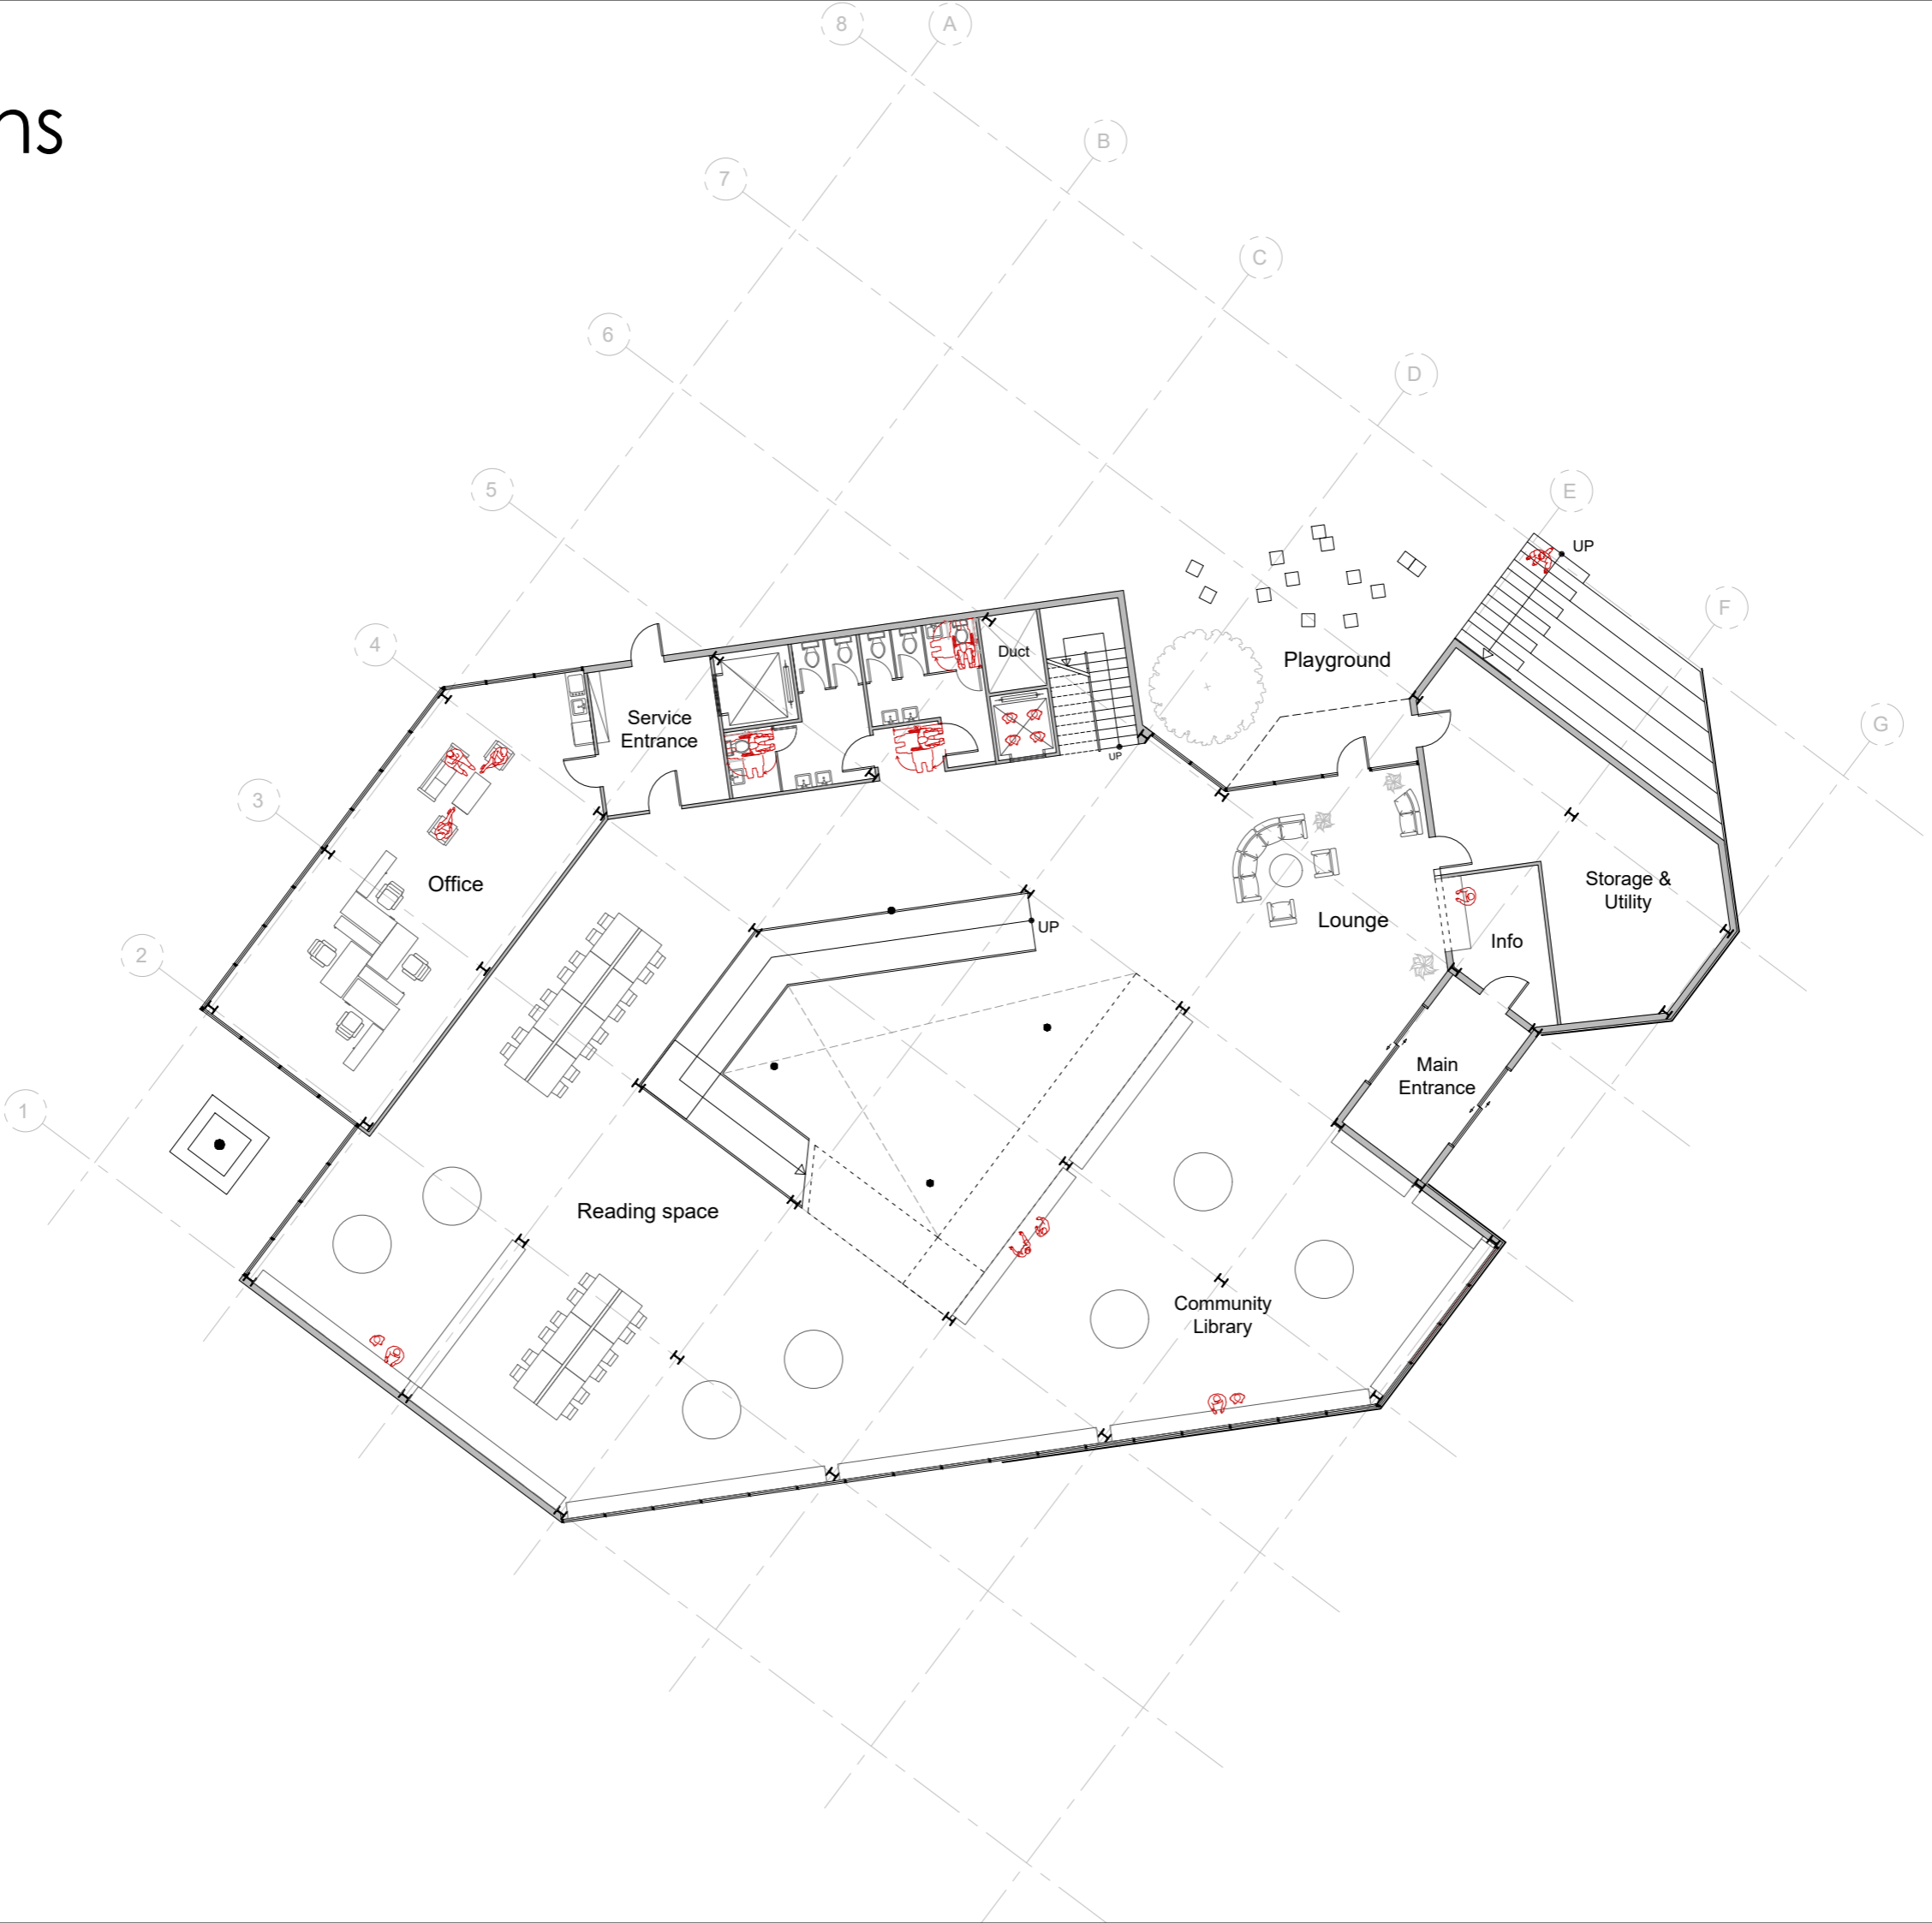 ns
8
A
B
7
C
6
D
5
E
UP
F
4
Duct
Playground
G
Service
Entrance
UP
3
Office
Storage &
Utility
Lounge
UP
Info
2
Main
Entrance
1
Reading space
Community
Library